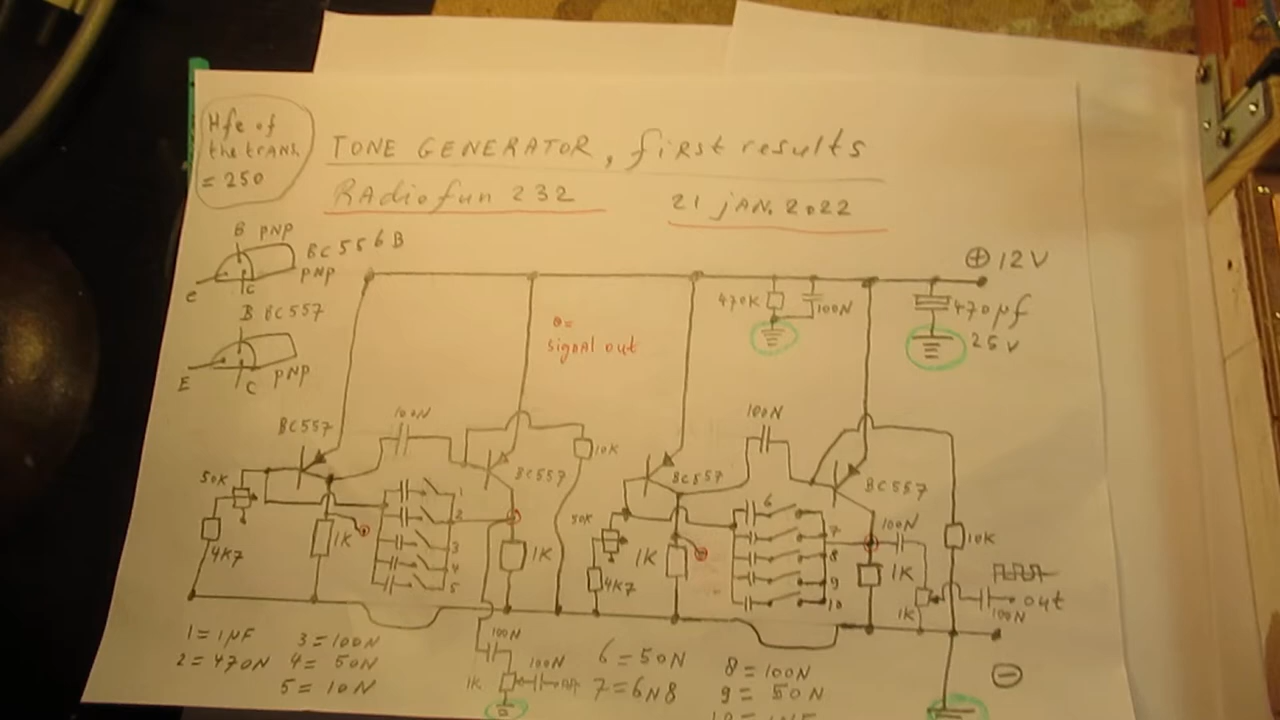 Hfe of
the trans
= 250
TONE GENERATOR, first results
Radiofun 232
21 jAN. 2022
B PNP
BC556B
PNP
e
C
B BC557
PNP
E
C
⊕ 12V
470K
100N
470µf
25V
⊖=
signal out
BC557
100N
50K
4K7
1K
1
2
3
4
5
BC557
10K
1K
BC557
100N
50K
4K7
1K
6
7
8
9
10
BC557
100N
10K
1K
1K
out
100N
1 = 1µF
2 = 470N
3 = 100N
4 = 50N
5 = 10N
100N
100N
1K
6 = 50N
7 = 6N8
8 = 100N
9 = 50N
⊖